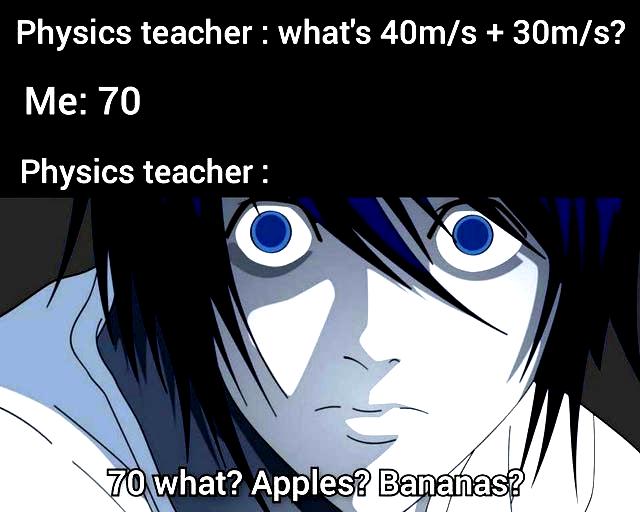 Physics teacher : what's 40m/s + 30m/s?
Me: 70
Physics teacher :
70 what? Apples? Bananas?